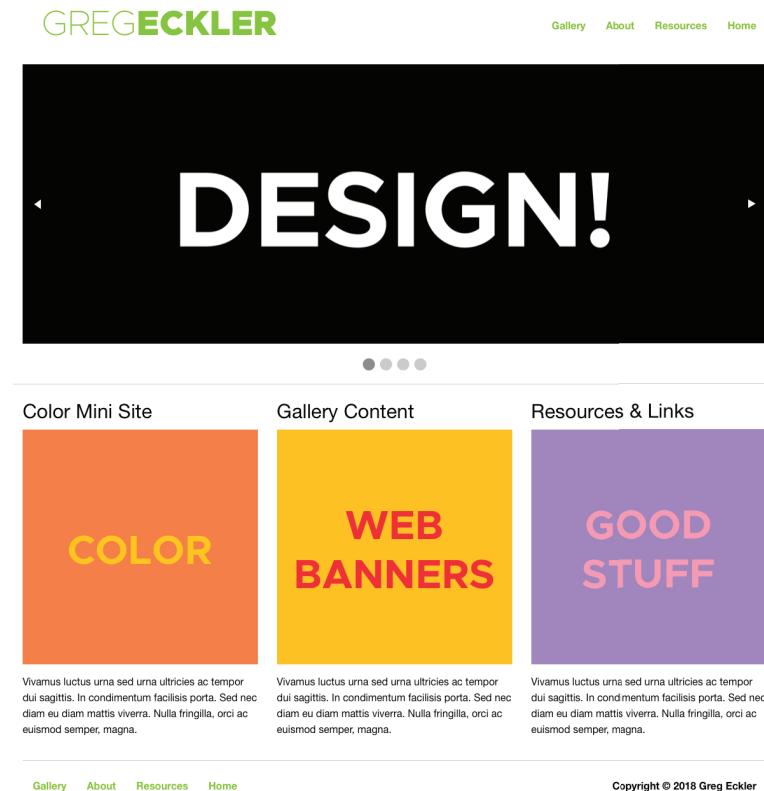 GREGECKLER
Gallery About Resources Home
DESIGN!
Color Mini Site
COLOR
Vivamus luctus urna sed urna ultricies ac tempor
dui sagittis. In condimentum facilisis porta. Sed nec
diam eu diam mattis viverra. Nulla fringilla, orci ac
euismod semper, magna.
Gallery Content
WEB
BANNERS
Vivamus luctus urna sed urna ultricies ac tempor
dui sagittis. In condimentum facilisis porta. Sed nec
diam eu diam mattis viverra. Nulla fringilla, orci ac
euismod semper, magna.
Resources & Links
GOOD
STUFF
Vivamus luctus urna sed urna ultricies ac tempor
dui sagittis. In condimentum facilisis porta. Sed nec
diam eu diam mattis viverra. Nulla fringilla, orci ac
euismod semper, magna.
Gallery About Resources Home
Copyright © 2018 Greg Eckler